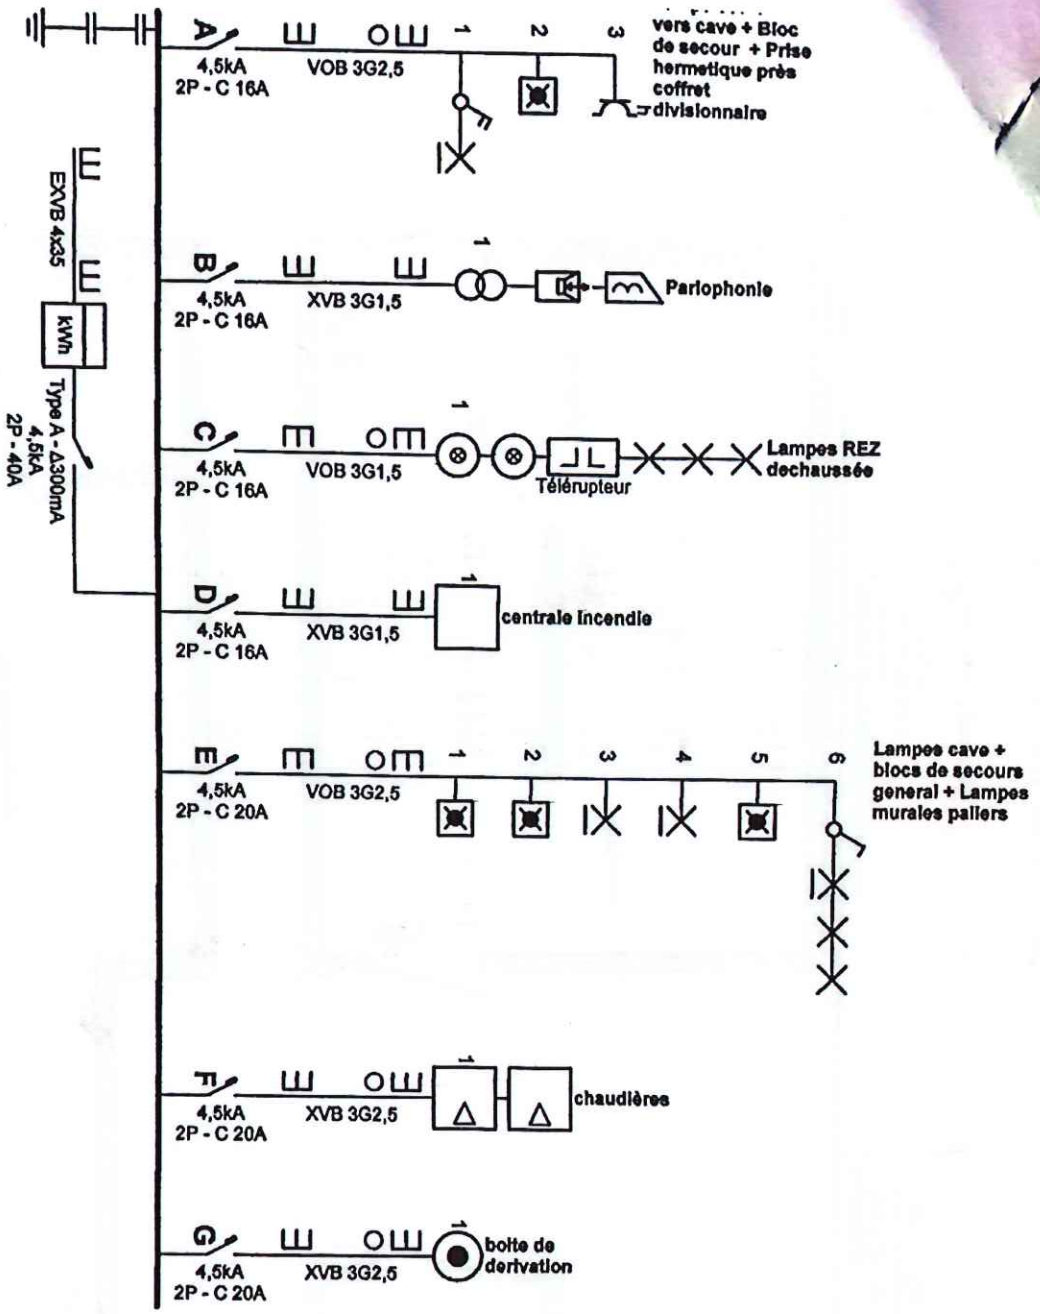 A
4,5kA
2P - C 16A
VOB 3G2,5
1
2
3
vers cave + Bloc
de secour + Prise
hermetique près
coffret
divisionnaire
EXVB 4x35
kWh
Type A - Δ300mA
4,5kA
2P - 40A
B
4,5kA
2P - C 16A
XVB 3G1,5
1
Parlophonie
C
4,5kA
2P - C 16A
VOB 3G1,5
1
Télérupteur
Lampes REZ
dechaussée
D
4,5kA
2P - C 16A
XVB 3G1,5
1
centrale incendie
E
4,5kA
2P - C 20A
VOB 3G2,5
1
2
3
4
5
6
Lampes cave +
blocs de secours
general + Lampes
murales paliers
F
4,5kA
2P - C 20A
XVB 3G2,5
1
chaudières
G
4,5kA
2P - C 20A
XVB 3G2,5
1
boite de
derivation